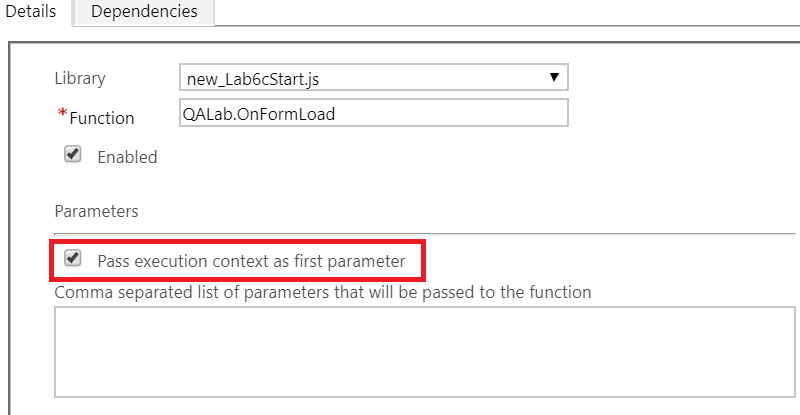 Details
Dependencies
Library
new_Lab6cStart.js
*Function
QALab.OnFormLoad
Enabled
Parameters
Pass execution context as first parameter
Comma separated list of parameters that will be passed to the function